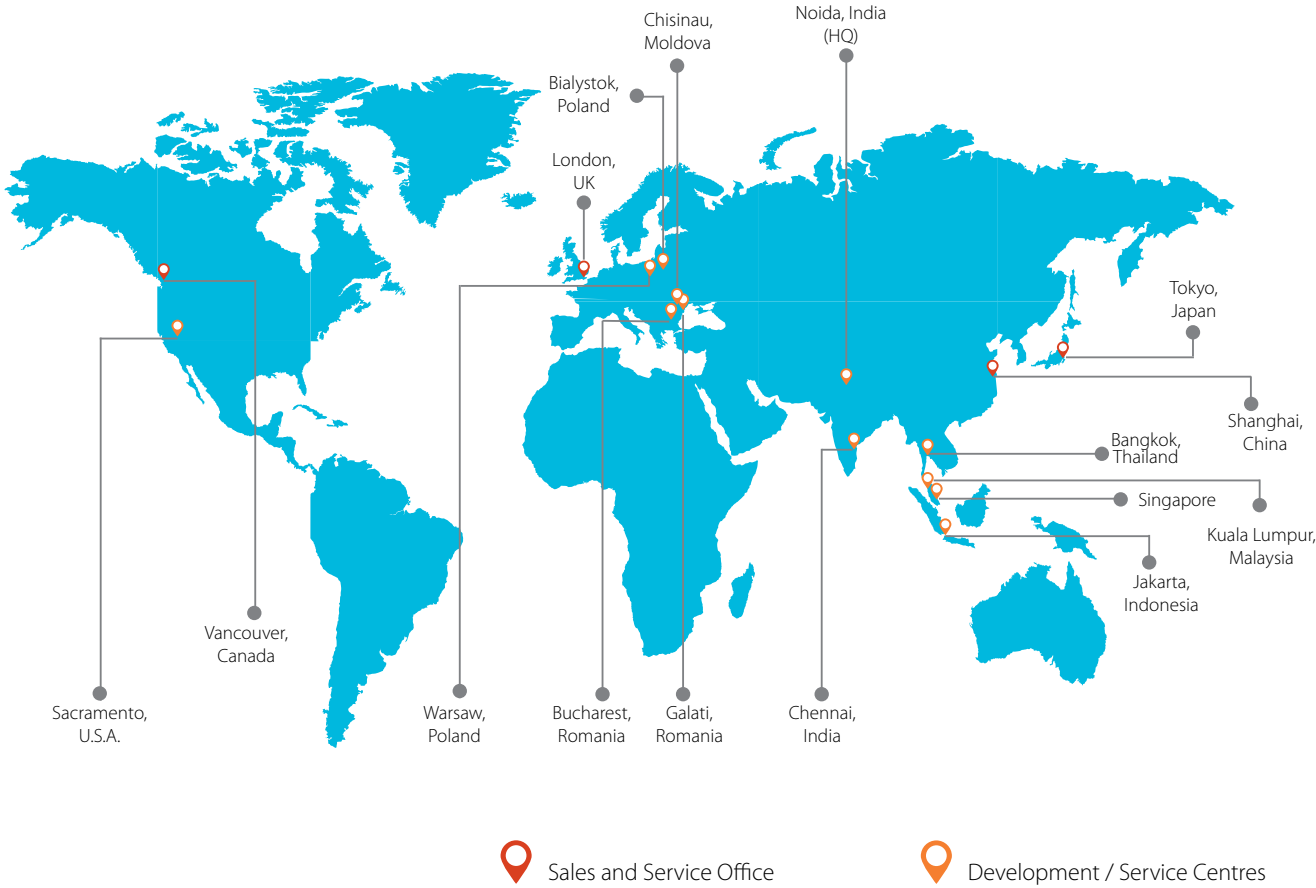 Noida, India
(HQ)
Chisinau,
Moldova
Bialystok,
Poland
London,
UK
Tokyo,
Japan
Shanghai,
China
Bangkok,
Thailand
Singapore
Kuala Lumpur,
Malaysia
Jakarta,
Indonesia
Vancouver,
Canada
Sacramento,
U.S.A.
Warsaw,
Poland
Bucharest,
Romania
Galati,
Romania
Chennai,
India
Sales and Service Office
Development / Service Centres